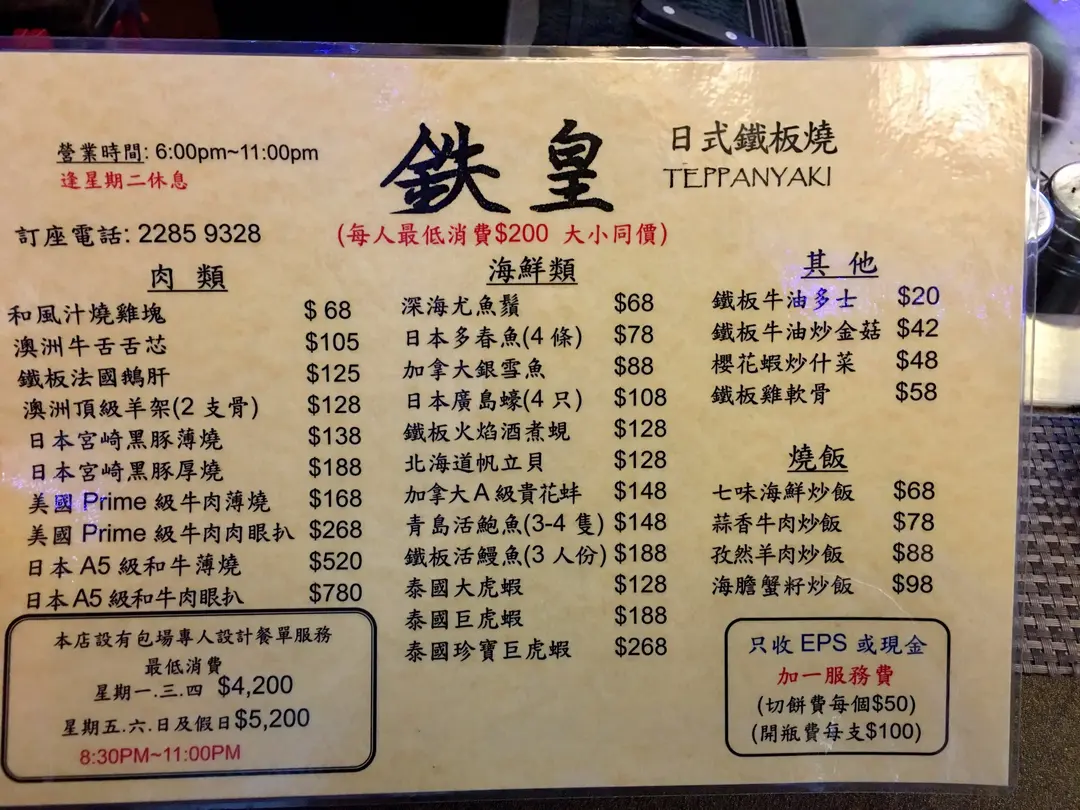 營業時間: 6:00pm~11:00pm
逢星期二休息
鉄皇
日式鐵板燒
TEPPANYAKI
訂座電話: 2285 9328
(每人最低消費$200 大小同價)
肉 類
和風汁燒雞塊 $ 68
澳洲牛舌舌芯 $105
鐵板法國鵝肝 $125
澳洲頂級羊架(2 支骨) $128
日本宮崎黑豚薄燒 $138
日本宮崎黑豚厚燒 $188
美國 Prime 級牛肉薄燒 $168
美國 Prime 級牛肉肉眼扒 $268
日本 A5 級和牛薄燒 $520
日本 A5 級和牛肉眼扒 $780
本店設有包場專人設計餐單服務
最低消費
星期一.三.四 $4,200
星期五.六.日及假日$5,200
8:30PM~11:00PM
海鮮類
深海尤魚鬚 $68
日本多春魚(4 條) $78
加拿大銀雪魚 $88
日本廣島蠔(4 只) $108
鐵板火焰酒煮蜆 $128
北海道帆立貝 $128
加拿大 A 級貴花蚌 $148
青島活鮑魚(3-4 隻) $148
鐵板活鰻魚(3 人份) $188
泰國大虎蝦 $128
泰國巨虎蝦 $188
泰國珍寶巨虎蝦 $268
其 他
鐵板牛油多士 $20
鐵板牛油炒金菇 $42
櫻花蝦炒什菜 $48
鐵板雞軟骨 $58
燒飯
七味海鮮炒飯 $68
蒜香牛肉炒飯 $78
孜然羊肉炒飯 $88
海膽蟹籽炒飯 $98
只收 EPS 或現金
加一服務費
(切餅費每個$50)
(開瓶費每支$100)